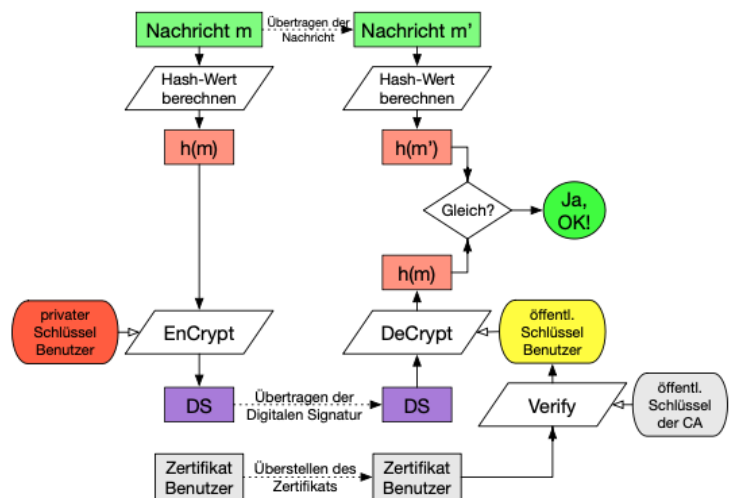 Nachricht m
Übertragen der
Nachricht
Nachricht m’
Hash-Wert
berechnen
Hash-Wert
berechnen
h(m)
h(m’)
Gleich?
Ja,
OK!
h(m)
privater
Schlüssel
Benutzer
EnCrypt
DeCrypt
öffentl.
Schlüssel
Benutzer
DS
Übertragen der
Digitalen Signatur
DS
Verify
öffentl.
Schlüssel
der CA
Zertifikat
Benutzer
Überstellen des
Zertifikats
Zertifikat
Benutzer